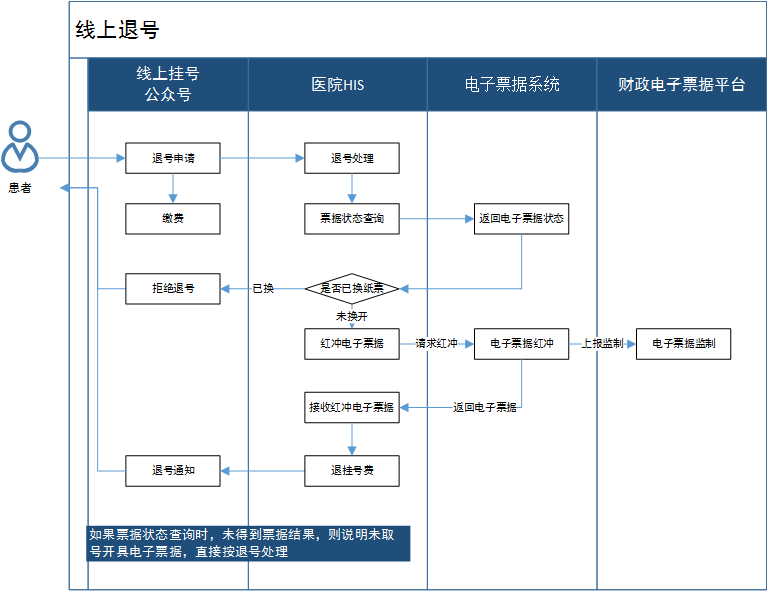 线上退号
线上挂号
公众号
医院HIS
电子票据系统
财政电子票据平台
患者
退号申请
退号处理
缴费
票据状态查询
返回电子票据状态
拒绝退号
已换
是否已换纸票
未换开
红冲电子票据
请求红冲
电子票据红冲
上报监制
电子票据监制
接收红冲电子票据
返回电子票据
退号通知
退挂号费
如果票据状态查询时，未得到票据结果，则说明未取
号开具电子票据，直接按退号处理